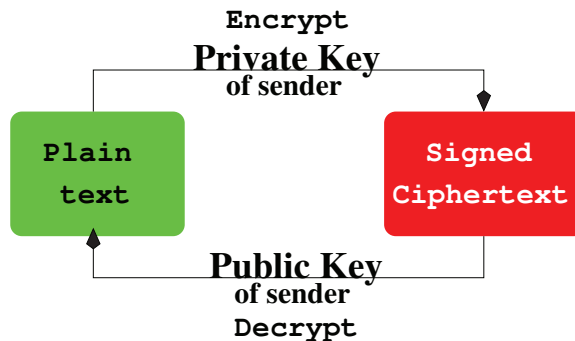 Encrypt
Private Key
of sender
Plain
text
Signed
Ciphertext
Public Key
of sender
Decrypt